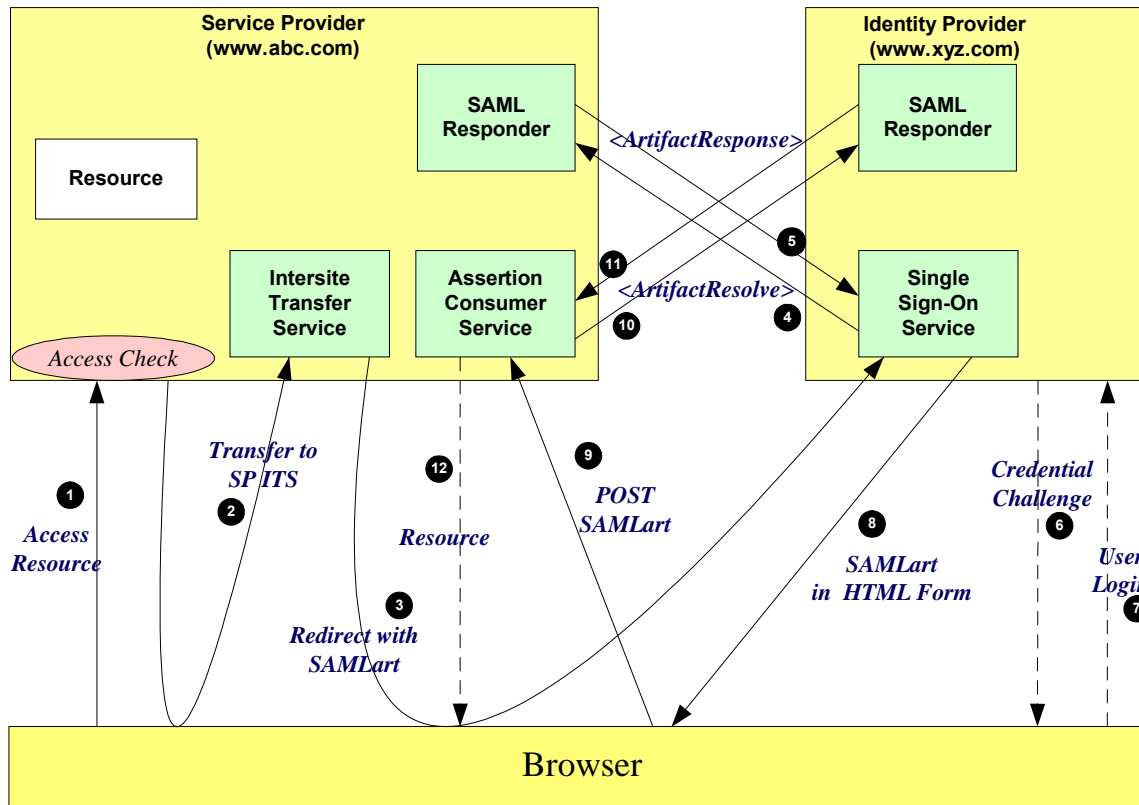 Service Provider
(www.abc.com)
Identity Provider
(www.xyz.com)
SAML
Responder
SAML
Responder
<ArtifactResponse>
Resource
5
11
Intersite
Transfer
Service
Assertion
Consumer
Service
<ArtifactResolve>
10
4
Single
Sign-On
Service
Access Check
Transfer to
SP ITS
2
12
9
POST
SAMLart
Credential
Challenge
6
1
Access
Resource
Resource
8
SAMLart
in HTML Form
User
Login
7
3
Redirect with
SAMLart
Browser